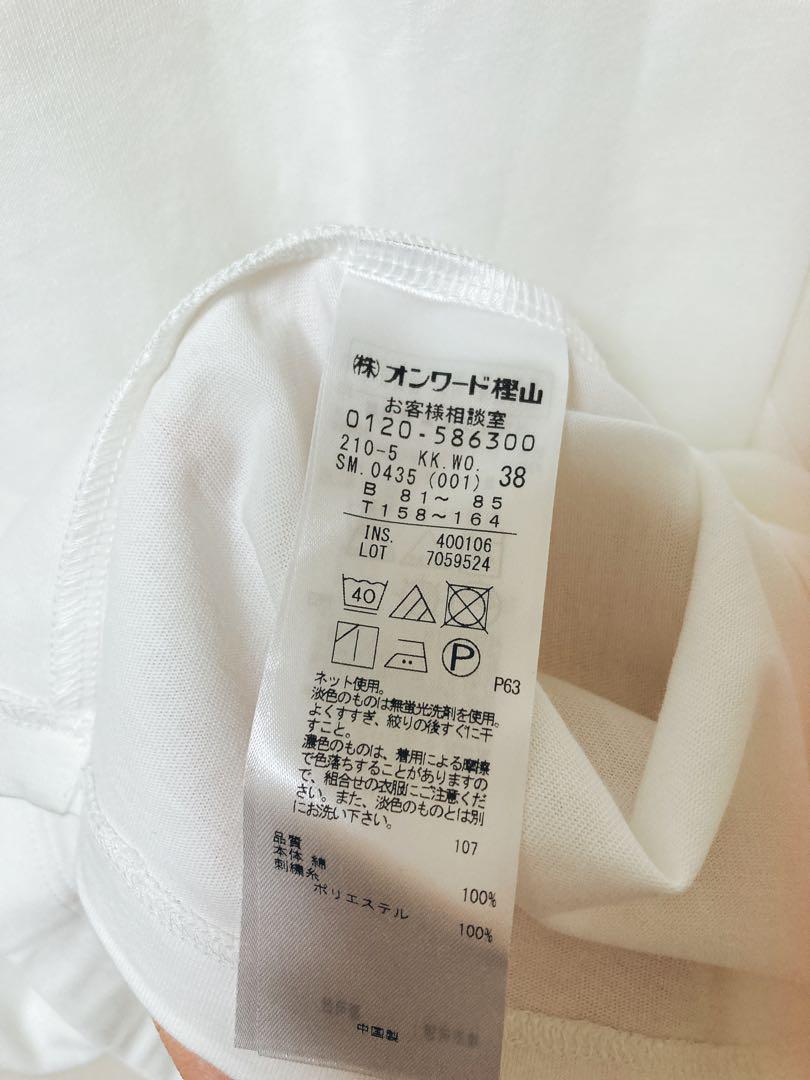 (株)オンワード樫山
お客様相談室
0120-586300
210-5 KK.WO. 38
SM.0435 (001)
B 81～ 85
T158～164
INS. 400106
LOT 7059524
40
P
P63
ネット使用。
淡色のものは無蛍光洗剤を使用。
よくすすぎ、絞りの後すぐに干
すこと。
濃色のものは、着用による摩擦
で色落ちすることがありますの
で、組合せの衣服にご注意くだ
さい。また、淡色のものとは別
にお洗い下さい。
107
品質
本体 綿 100%
刺繍糸
ポリエステル 100%
中国製